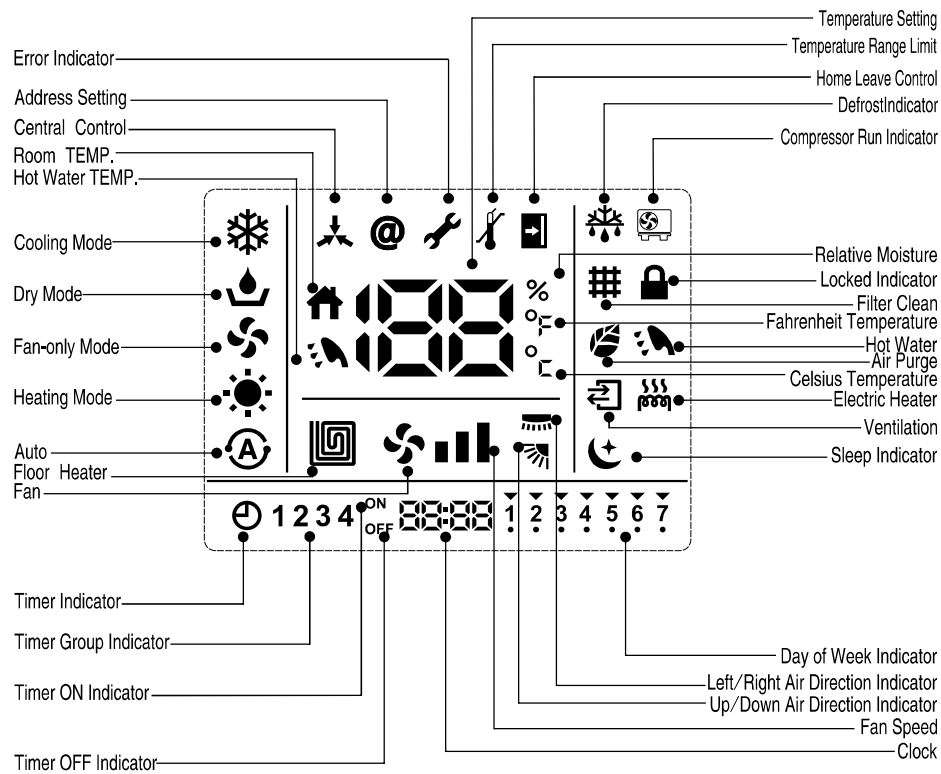 Temperature Setting
Temperature Range Limit
Home Leave Control
DefrostIndicator
Compressor Run Indicator
Error Indicator
Address Setting
Central Control
Room TEMP.
Hot Water TEMP.
Cooling Mode
Dry Mode
Fan-only Mode
Heating Mode
Auto
Floor Heater
Fan
@
188
%
°F
°C
A
Relative Moisture
Locked Indicator
Filter Clean
Fahrenheit Temperature
Hot Water
Air Purge
Celsius Temperature
Electric Heater
Ventilation
Sleep Indicator
1 2 3 4 ON OFF 88:88 1 2 3 4 5 6 7
Timer Indicator
Timer Group Indicator
Timer ON Indicator
Timer OFF Indicator
Day of Week Indicator
Left/Right Air Direction Indicator
Up/Down Air Direction Indicator
Fan Speed
Clock